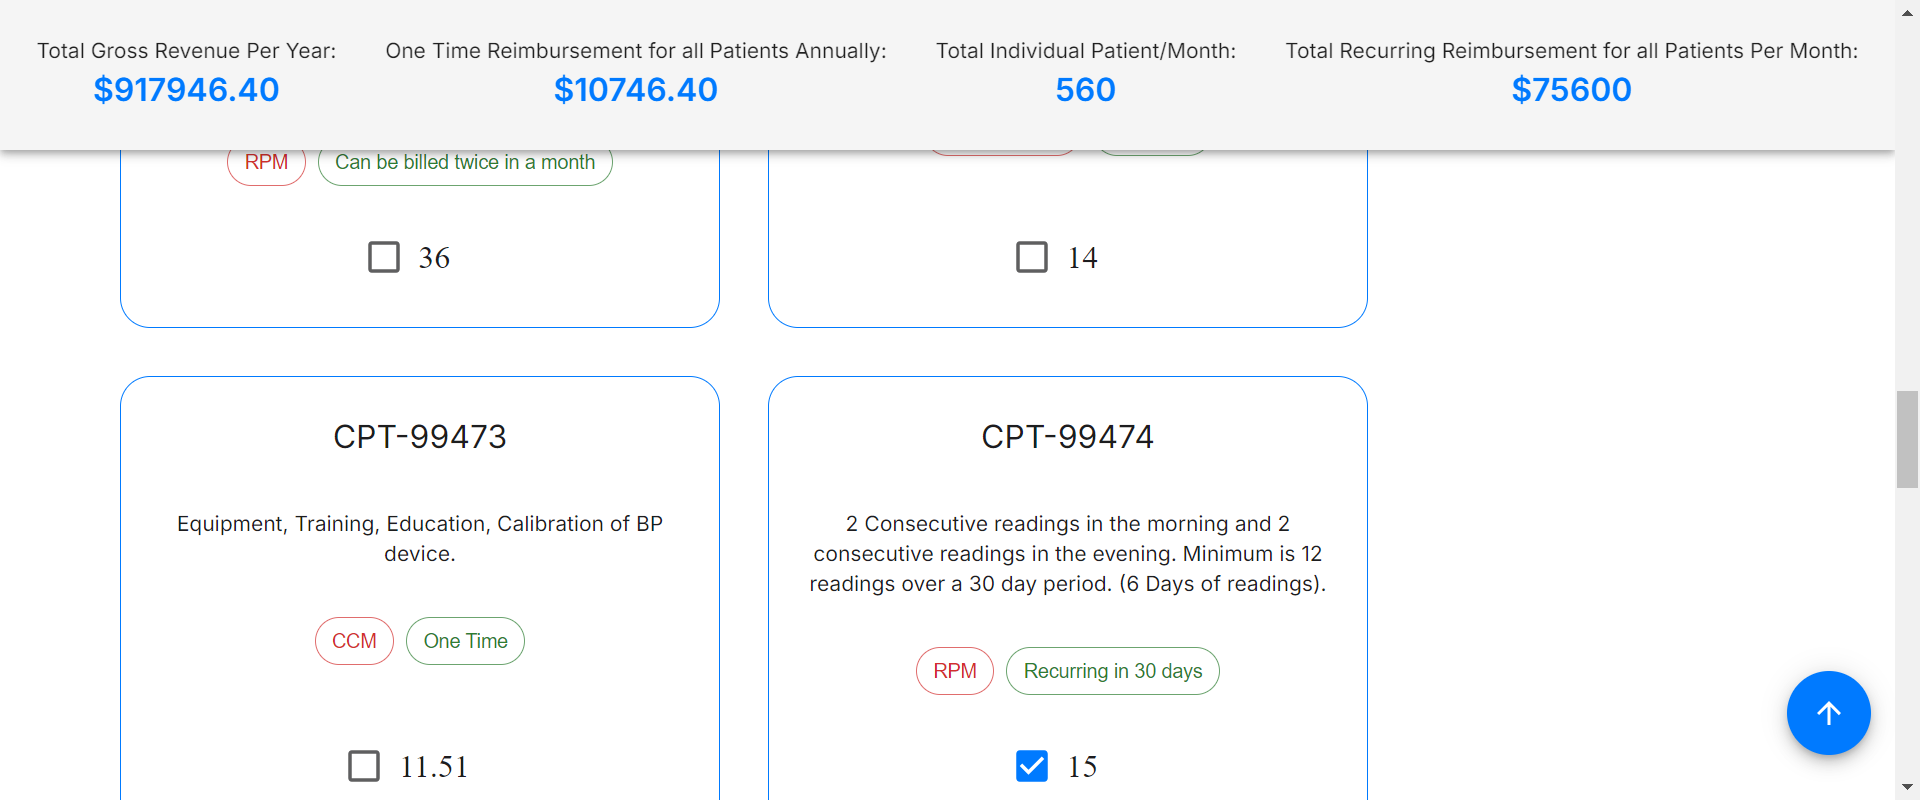 Total Gross Revenue Per Year:
$917946.40
One Time Reimbursement for all Patients Annually:
$10746.40
Total Individual Patient/Month:
560
Total Recurring Reimbursement for all Patients Per Month:
$75600
RPM
Can be billed twice in a month
36
14
CPT-99473
Equipment, Training, Education, Calibration of BP
device.
CCM
One Time
11.51
CPT-99474
2 Consecutive readings in the morning and 2
consecutive readings in the evening. Minimum is 12
readings over a 30 day period. (6 Days of readings).
RPM
Recurring in 30 days
15